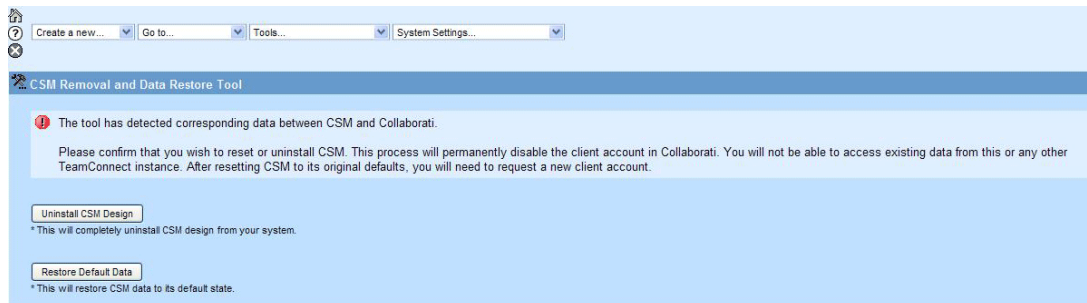 Create a new... Go to... Tools... System Settings...
CSM Removal and Data Restore Tool
The tool has detected corresponding data between CSM and Collaborati.
Please confirm that you wish to reset or uninstall CSM. This process will permanently disable the client account in Collaborati. You will not be able to access existing data from this or any other
TeamConnect instance. After resetting CSM to its original defaults, you will need to request a new client account.
Uninstall CSM Design
* This will completely uninstall CSM design from your system.
Restore Default Data
* This will restore CSM data to its default state.